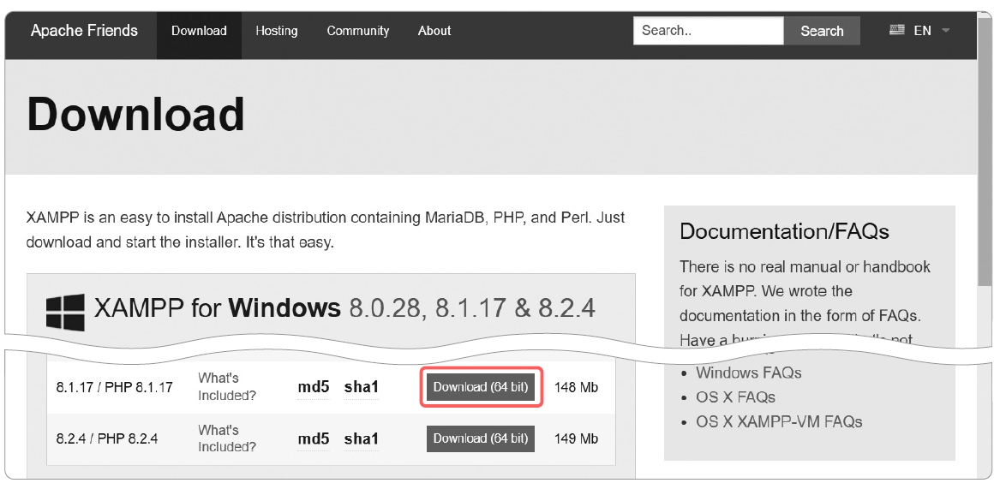 Apache Friends Download Hosting Community About Search.. Search EN
Download
XAMPP is an easy to install Apache distribution containing MariaDB, PHP, and Perl. Just
download and start the installer. It's that easy.
XAMPP for Windows 8.0.28, 8.1.17 & 8.2.4
8.1.17 / PHP 8.1.17 What's
Included? md5 sha1 Download (64 bit) 148 Mb
8.2.4 / PHP 8.2.4 What's
Included? md5 sha1 Download (64 bit) 149 Mb
Documentation/FAQs
There is no real manual or handbook
for XAMPP. We wrote the
documentation in the form of FAQs.
Have a not
• Windows FAQs
• OS X FAQs
• OS X XAMPP-VM FAQs